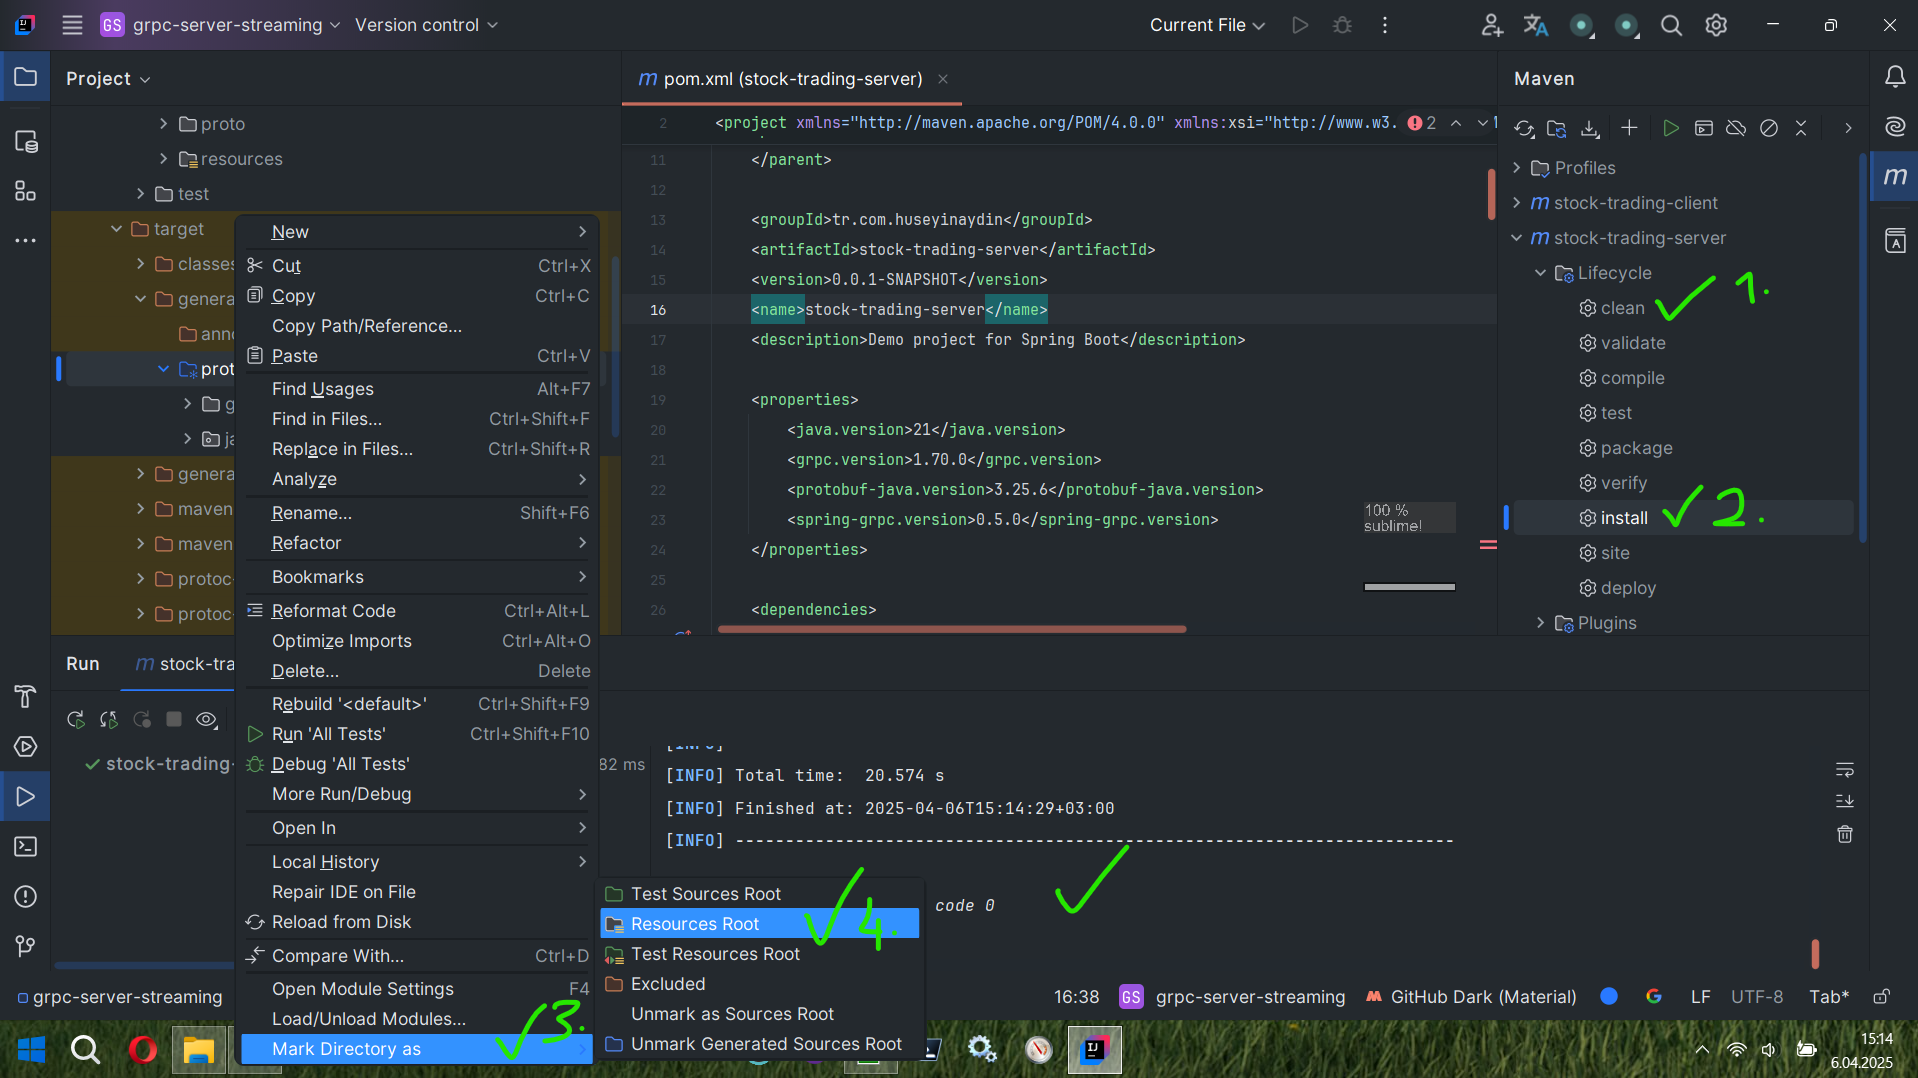 GS grpc-server-streaming Version control Current File
Project
proto
resources
test
target
classes
genera
anno
prot
g
ja
genera
maven
maven
protoc-
protoc-
New
Cut Ctrl+X
Copy Ctrl+C
Copy Path/Reference...
Paste Ctrl+V
Find Usages Alt+F7
Find in Files... Ctrl+Shift+F
Replace in Files... Ctrl+Shift+R
Analyze
Rename... Shift+F6
Refactor
Bookmarks
Reformat Code Ctrl+Alt+L
Optimize Imports Ctrl+Alt+O
Delete... Delete
Rebuild '<default>' Ctrl+Shift+F9
Run 'All Tests' Ctrl+Shift+F10
Debug 'All Tests'
More Run/Debug
Open In
Local History
Repair IDE on File
Reload from Disk
Compare With... Ctrl+D
Open Module Settings F4
Load/Unload Modules...
Mark Directory as 3.
Test Sources Root
Resources Root 4.
Test Resources Root
Excluded
Unmark as Sources Root
Unmark Generated Sources Root
m pom.xml (stock-trading-server)
2 <project xmlns="http://maven.apache.org/POM/4.0.0" xmlns:xsi="http://www.w3. 2
11 </parent>
12
13 <groupId>tr.com.huseyinaydin</groupId>
14 <artifactId>stock-trading-server</artifactId>
15 <version>0.0.1-SNAPSHOT</version>
16 <name>stock-trading-server</name>
17 <description>Demo project for Spring Boot</description>
18
19 <properties>
20 <java.version>21</java.version>
21 <grpc.version>1.70.0</grpc.version>
22 <protobuf-java.version>3.25.6</protobuf-java.version>
23 <spring-grpc.version>0.5.0</spring-grpc.version>
24 </properties>
25
26 <dependencies>
100 %
sublime!
Maven
Profiles
m stock-trading-client
m stock-trading-server
Lifecycle
clean 1.
validate
compile
test
package
verify
install 2.
site
deploy
Plugins
Run m stock-tra
stock-trading- 82 ms
[INFO]
[INFO] Total time:  20.574 s
[INFO] Finished at: 2025-04-06T15:14:29+03:00
[INFO] ------------------------------------------------------------------------
code 0
grpc-server-streaming 16:38 GS grpc-server-streaming GitHub Dark (Material) LF UTF-8 Tab*
15:14
6.04.2025